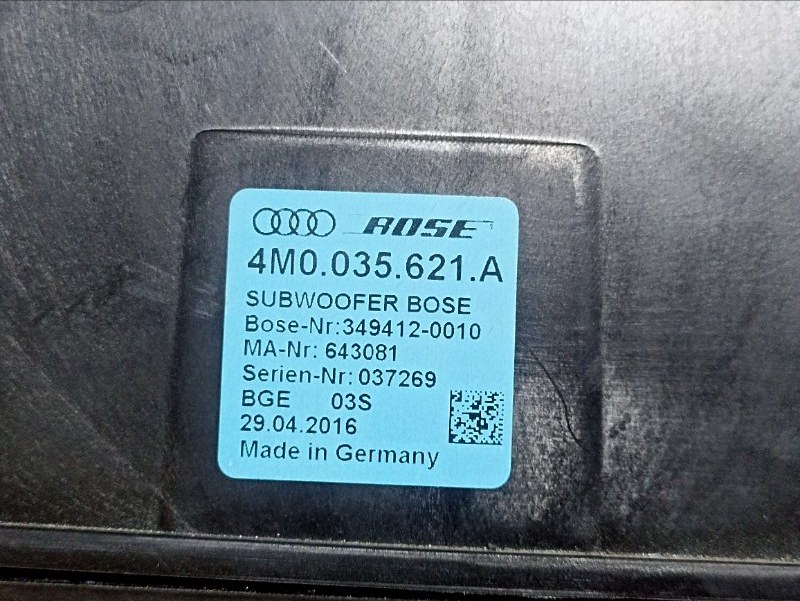 BOSE
4M0.035.621.A
SUBWOOFER BOSE
Bose-Nr:349412-0010
MA-Nr: 643081
Serien-Nr: 037269
BGE 03S
29.04.2016
Made in Germany